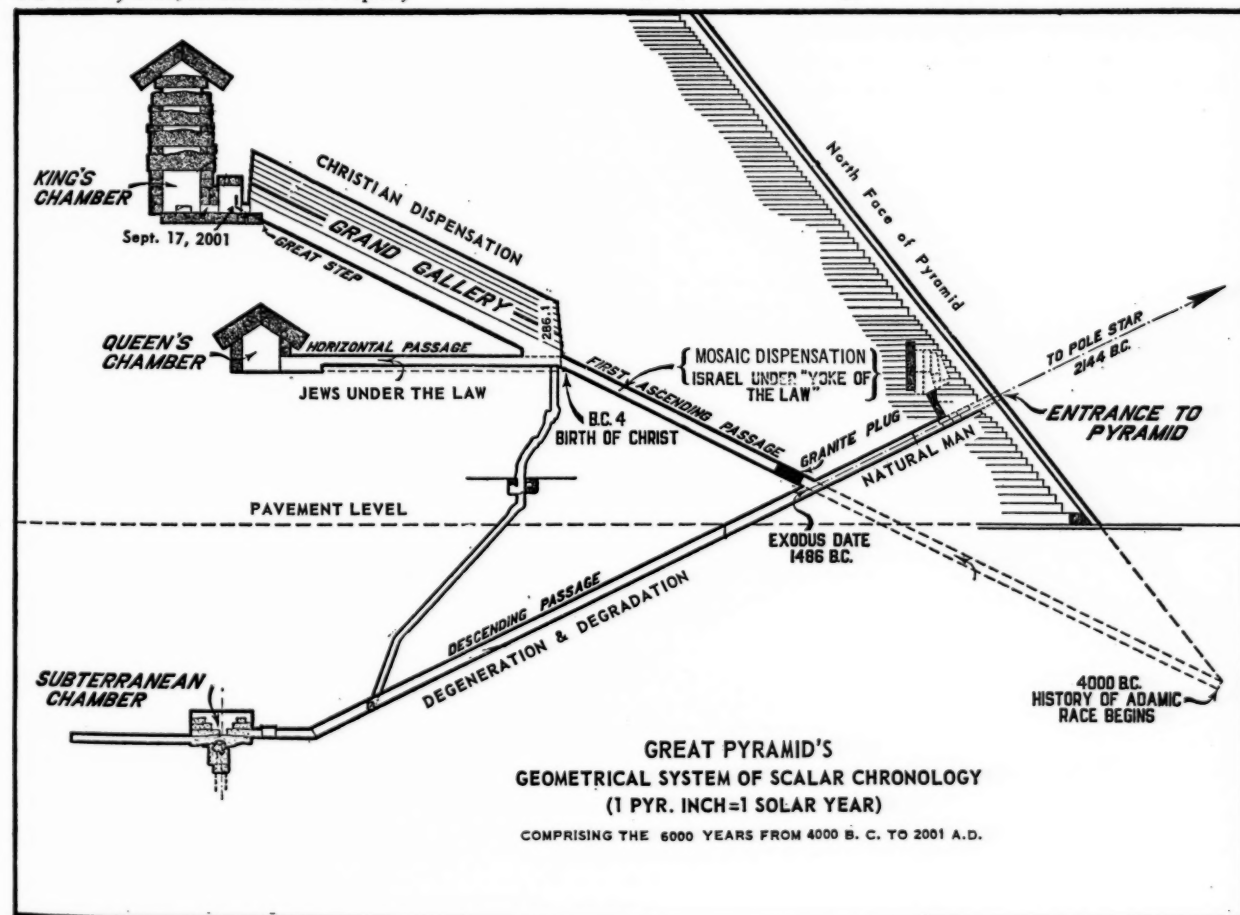 KING'S
CHAMBER
Sept. 17, 2001
GREAT STEP
CHRISTIAN DISPENSATION
GRAND GALLERY
286.1
QUEEN'S
CHAMBER
HORIZONTAL PASSAGE
JEWS UNDER THE LAW
B.C. 4
BIRTH OF CHRIST
FIRST ASCENDING PASSAGE
MOSAIC DISPENSATION
ISRAEL UNDER "YOKE OF
THE LAW"
GRANITE PLUG
NATURAL MAN
North Face of Pyramid
TO POLE STAR
2144 B.C.
ENTRANCE TO
PYRAMID
PAVEMENT LEVEL
EXODUS DATE
1486 B.C.
DESCENDING PASSAGE
DEGENERATION & DEGRADATION
SUBTERRANEAN
CHAMBER
4000 B.C.
HISTORY OF ADAMIC
RACE BEGINS
GREAT PYRAMID'S
GEOMETRICAL SYSTEM OF SCALAR CHRONOLOGY
(1 PYR. INCH=1 SOLAR YEAR)
COMPRISING THE 6000 YEARS FROM 4000 B. C. TO 2001 A.D.